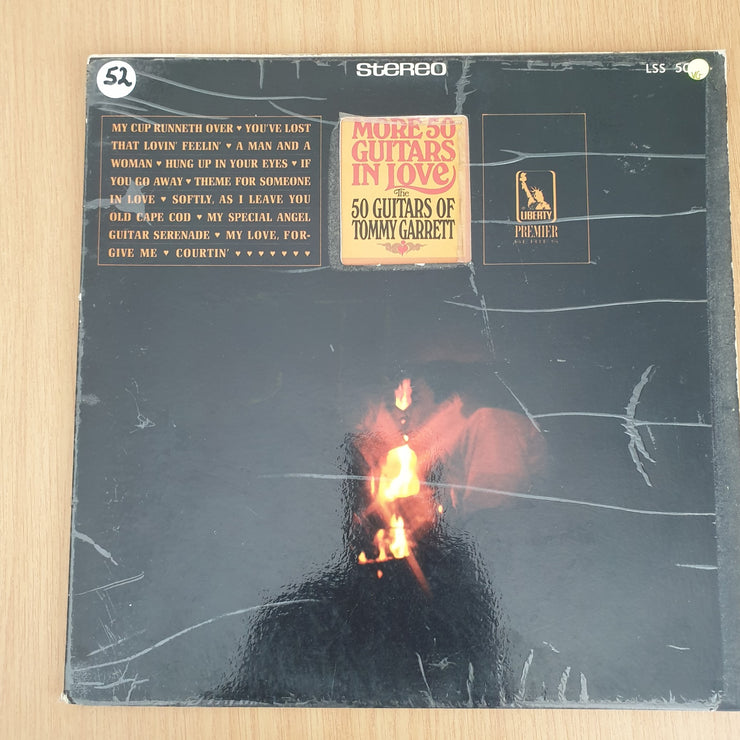 52
STEREO
LSS
MY CUP RUNNETH OVER ♥ YOU'VE LOST
THAT LOVIN' FEELIN' ♥ A MAN AND A
WOMAN ♥ HUNG UP IN YOUR EYES ♥ IF
YOU GO AWAY ♥ THEME FOR SOMEONE
IN LOVE ♥ SOFTLY, AS I LEAVE YOU
OLD CAPE COD ♥ MY SPECIAL ANGEL
GUITAR SERENADE ♥ MY LOVE, FOR-
GIVE ME ♥ COURTIN' ♥ ♥ ♥ ♥ ♥ ♥ ♥
MORE 50
GUITARS
IN LOVE
The
50 GUITARS OF
TOMMY GARRETT
LIBERTY
PREMIER
SERIES